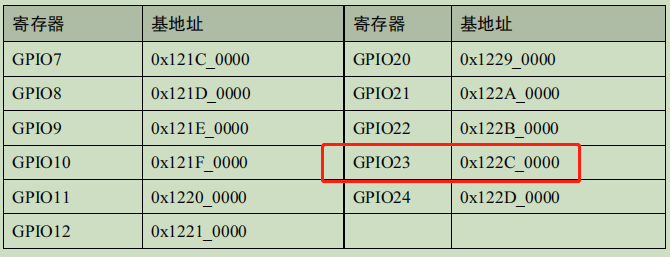 寄存器 基地址 寄存器 基地址
GPIO7 0x121C_0000 GPIO20 0x1229_0000
GPIO8 0x121D_0000 GPIO21 0x122A_0000
GPIO9 0x121E_0000 GPIO22 0x122B_0000
GPIO10 0x121F_0000 GPIO23 0x122C_0000
GPIO11 0x1220_0000 GPIO24 0x122D_0000
GPIO12 0x1221_0000